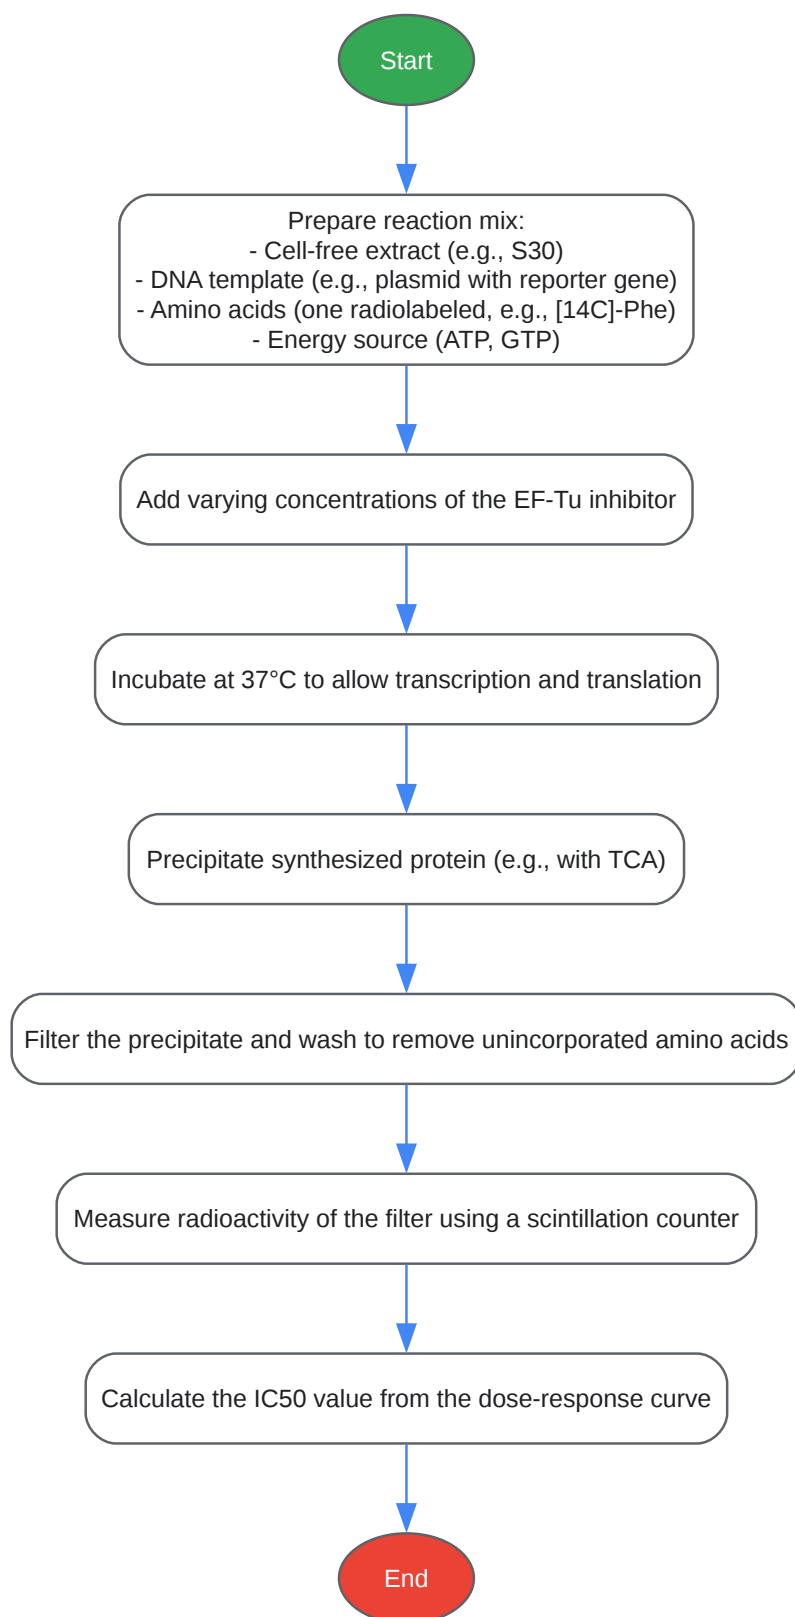 Start
Prepare reaction mix:
- Cell-free extract (e.g., S30)
- DNA template (e.g., plasmid with reporter gene)
- Amino acids (one radiolabeled, e.g., [14C]-Phe)
- Energy source (ATP, GTP)
Add varying concentrations of the EF-Tu inhibitor
Incubate at 37°C to allow transcription and translation
Precipitate synthesized protein (e.g., with TCA)
Filter the precipitate and wash to remove unincorporated amino acids
Measure radioactivity of the filter using a scintillation counter
Calculate the IC50 value from the dose-response curve
End